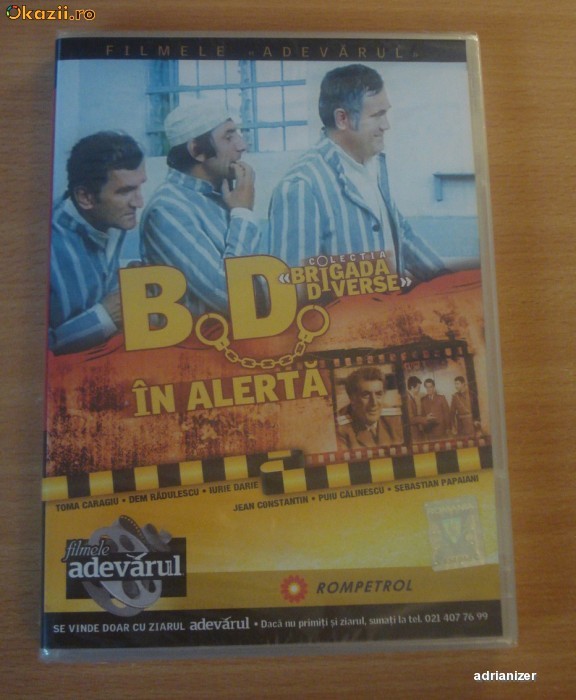 Okazii.ro
FILMELE «ADEVĂRUL»
B.D.
COLECȚIA
«BRIGADA
DIVERSE»
ÎN ALERTĂ
TOMA CARAGIU • DEM RĂDULESCU • IURIE DARIE
JEAN CONSTANTIN • PUIU CĂLINESCU • SEBASTIAN PAPAIANI
filmele
adevărul
ROMPETROL
SE VINDE DOAR CU ZIARUL adevărul • Dacă nu primiți și ziarul, sunați la tel. 021 407 76 99
adrianizer